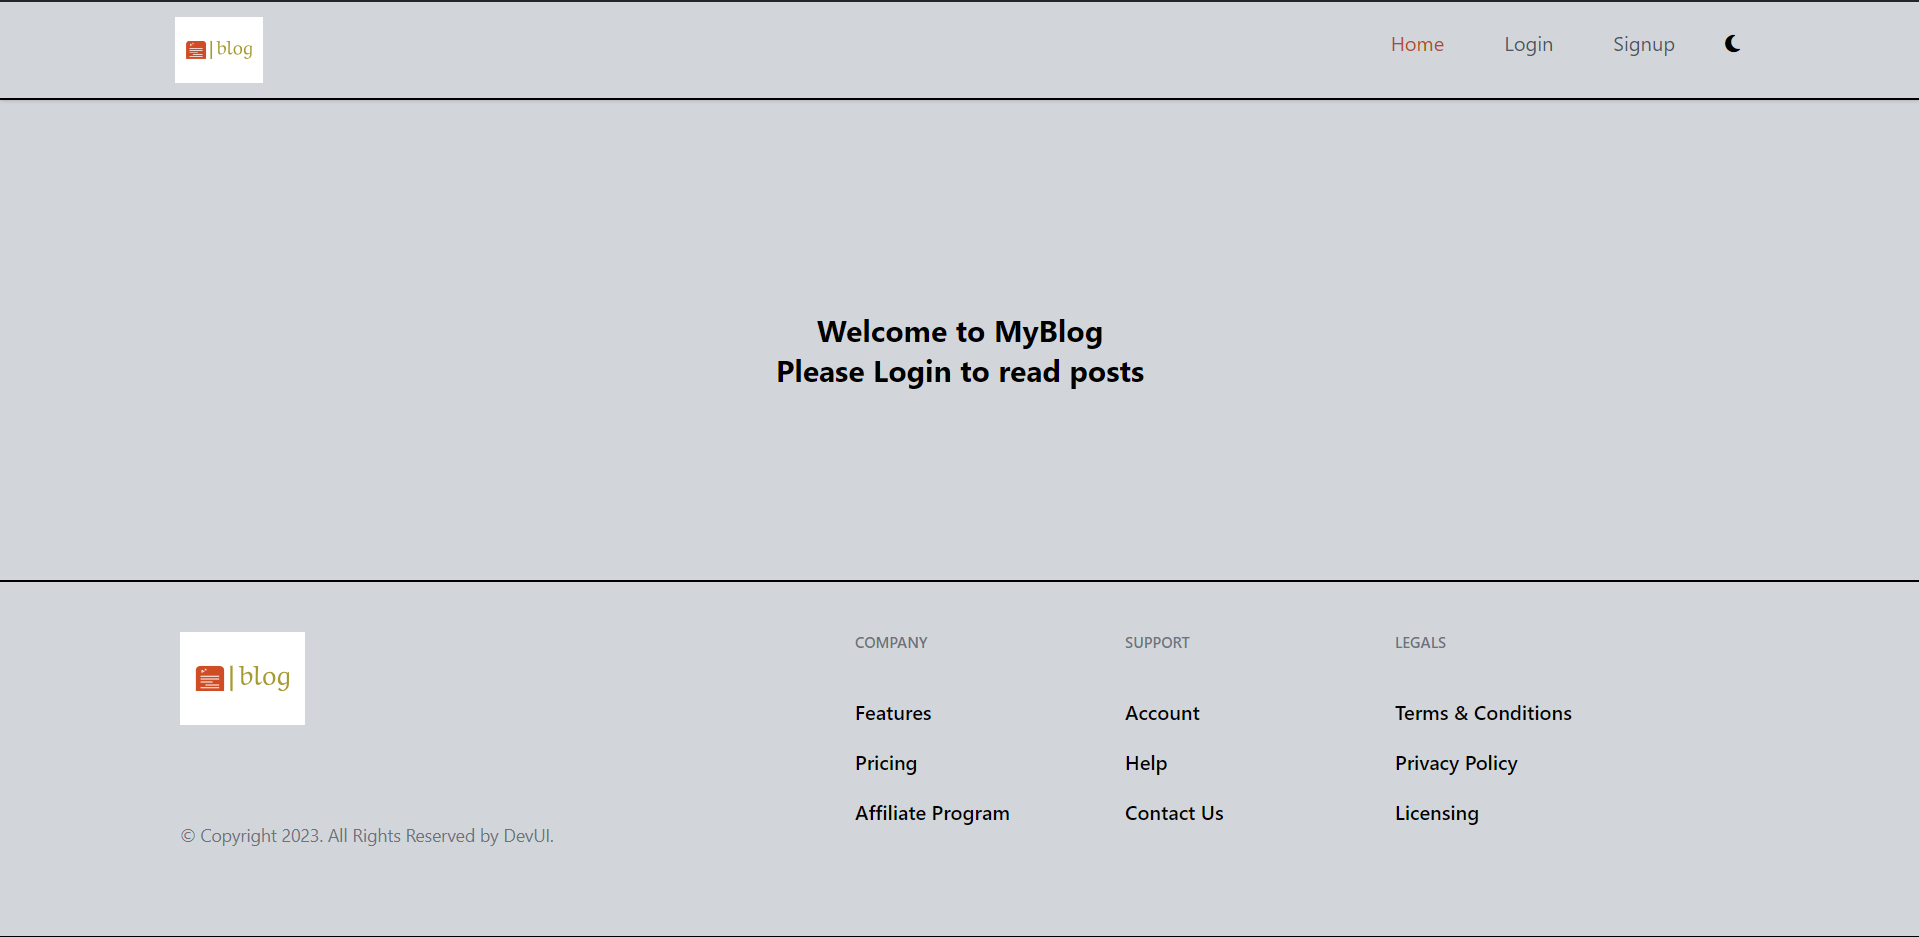 |blog
Home
Login
Signup
Welcome to MyBlog
Please Login to read posts
|blog
© Copyright 2023. All Rights Reserved by DevUI.
COMPANY
Features
Pricing
Affiliate Program
SUPPORT
Account
Help
Contact Us
LEGALS
Terms & Conditions
Privacy Policy
Licensing